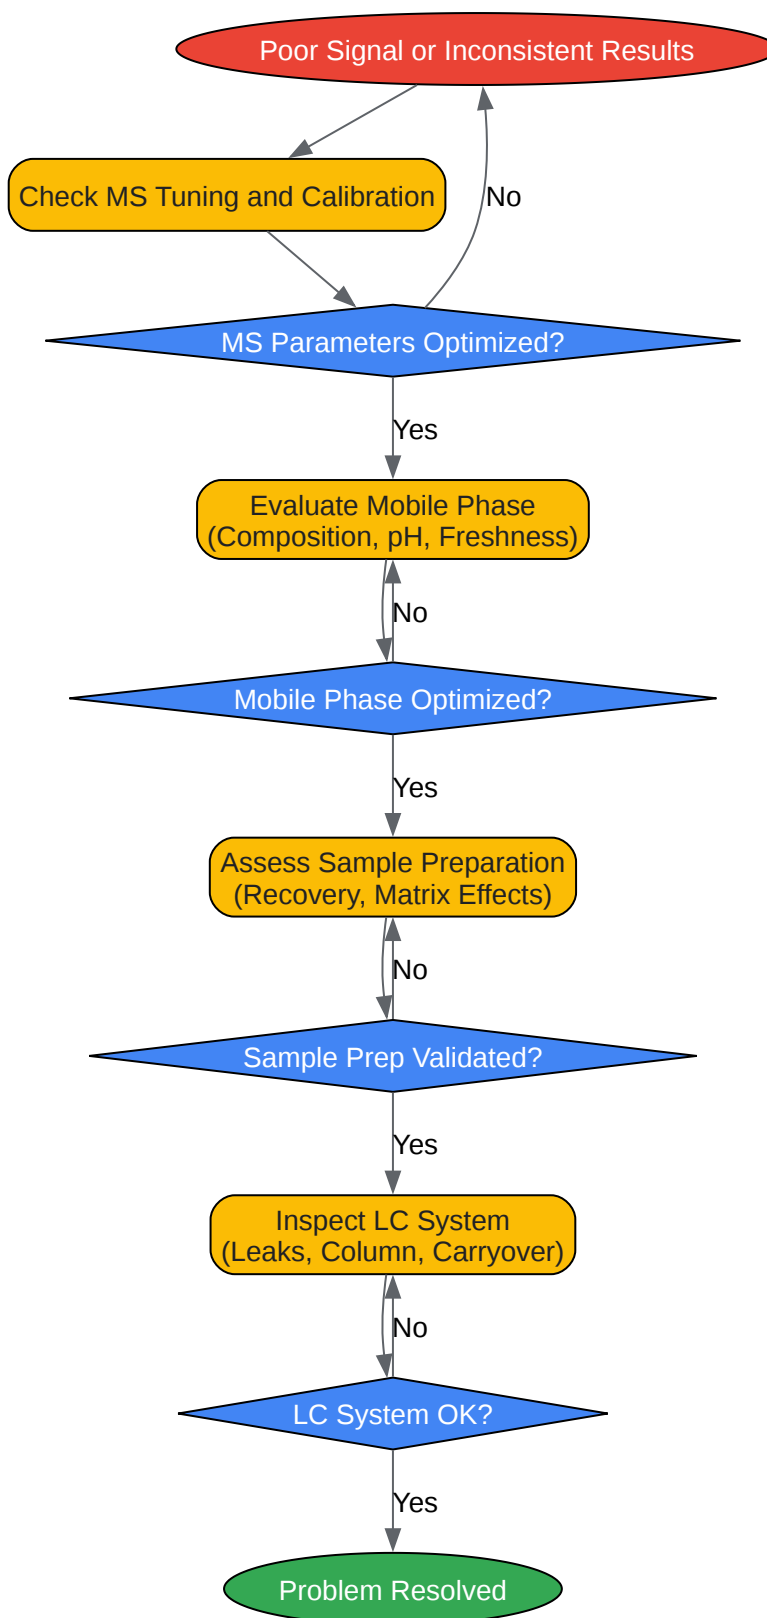 Poor Signal or Inconsistent Results
Check MS Tuning and Calibration
No
MS Parameters Optimized?
Yes
Evaluate Mobile Phase
(Composition, pH, Freshness)
No
Mobile Phase Optimized?
Yes
Assess Sample Preparation
(Recovery, Matrix Effects)
No
Sample Prep Validated?
Yes
Inspect LC System
(Leaks, Column, Carryover)
No
LC System OK?
Yes
Problem Resolved